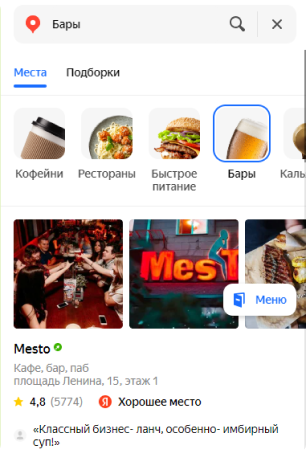 Бары
Места Подборки
Кофейни Рестораны Быстрое питание Бары Каль
MesT
Меню
Mesto
Кафе, бар, паб
площадь Ленина, 15, этаж 1
4,8 (5774) Хорошее место
«Классный бизнес- ланч, особенно- имбирный
суп!»